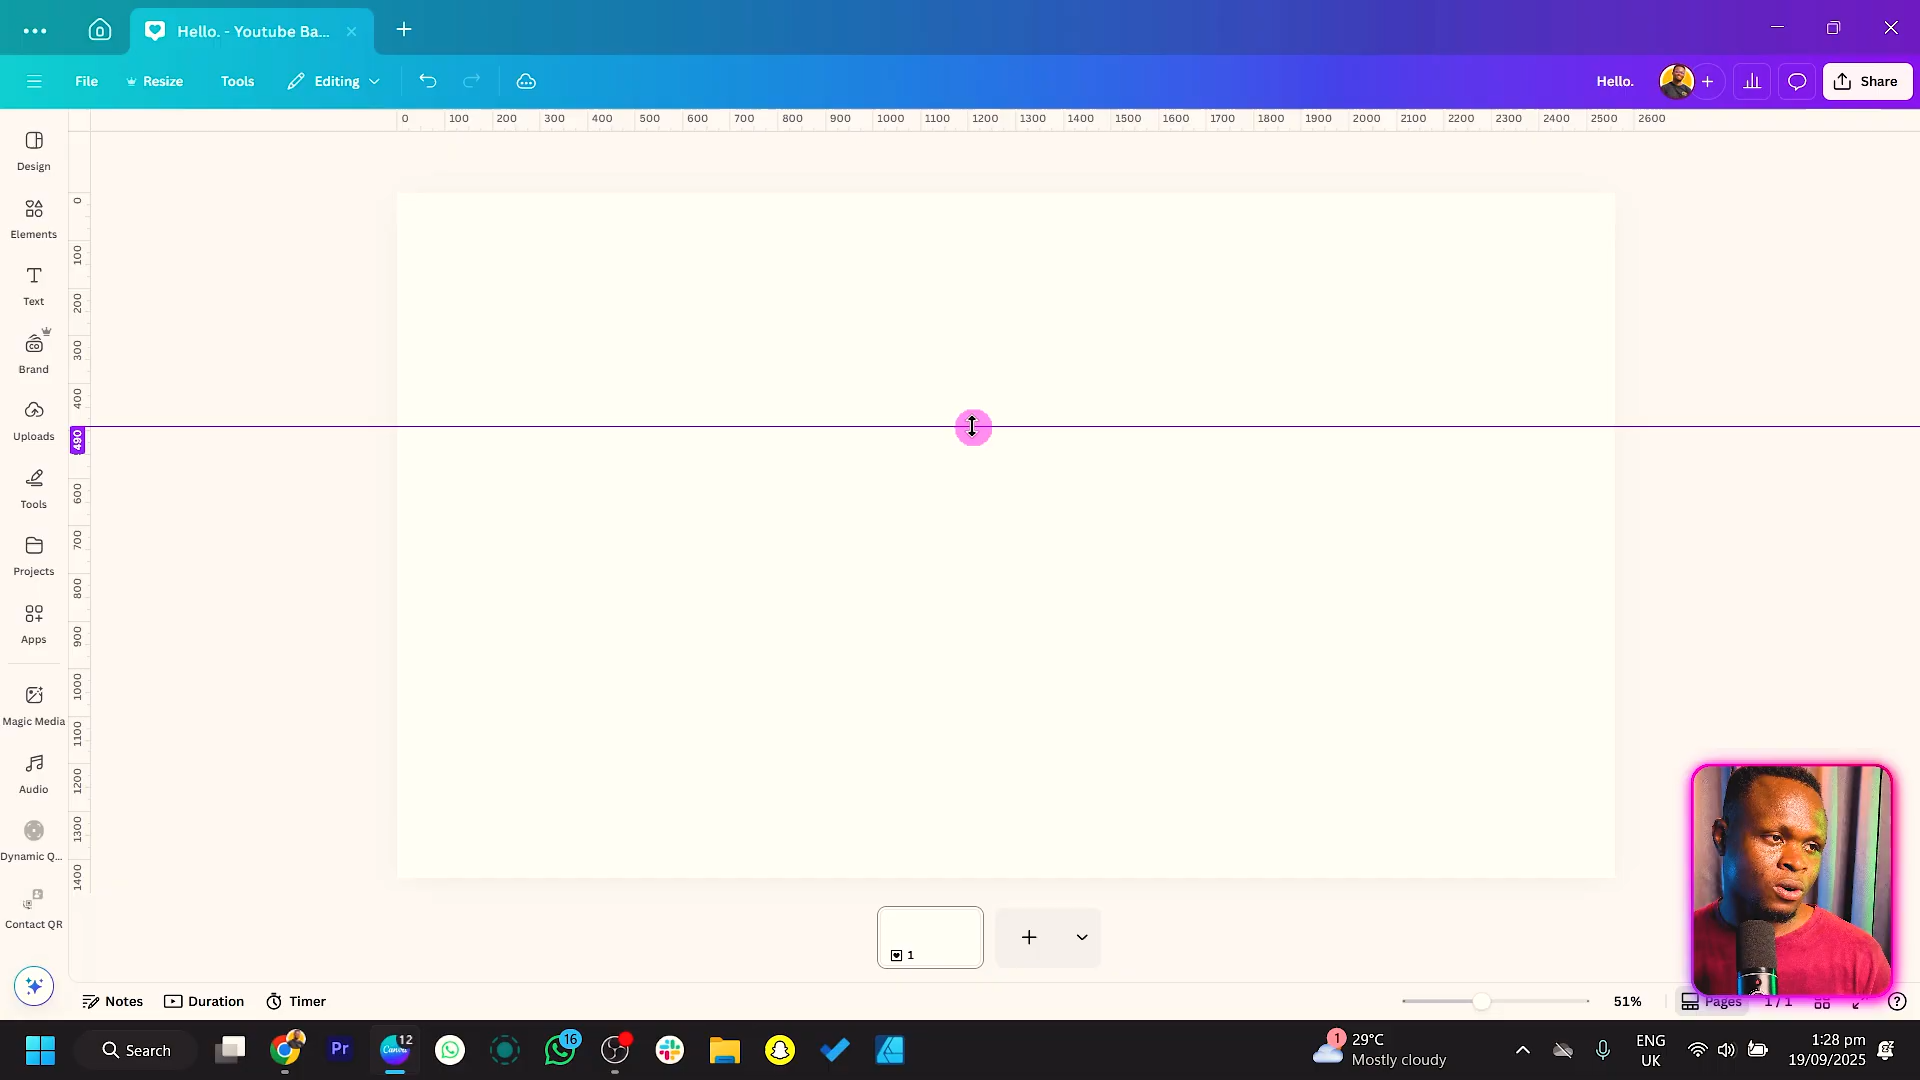 Hello. - Youtube Ba...
File
Resize
Tools
Editing
Hello.
Share
0 100 200 300 400 500 600 700 800 900 1000 1100 1200 1300 1400 1500 1600 1700 1800 1900 2000 2100 2200 2300 2400 2500 2600
Design
Elements
Text
Brand
Uploads
Tools
Projects
Apps
Magic Media
Audio
Dynamic Q...
Contact QR
0
100
200
300
400
490
600
700
800
900
1000
1100
1200
1300
1400
CO
1
Notes
Duration
Timer
51%
Pages
1 / 1
?
Search
Pr
Canva
12
16
1
29°C
Mostly cloudy
ENG
UK
1:28 pm
19/09/2025